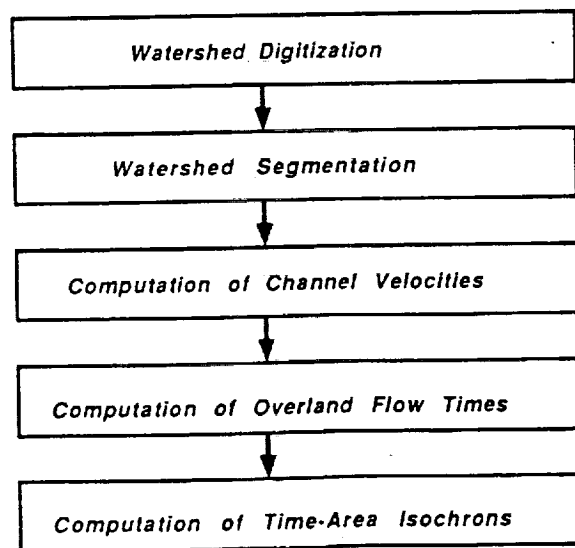 Watershed Digitization
Watershed Segmentation
Computation of Channel Velocities
Computation of Overland Flow Times
Computation of Time-Area Isochrons